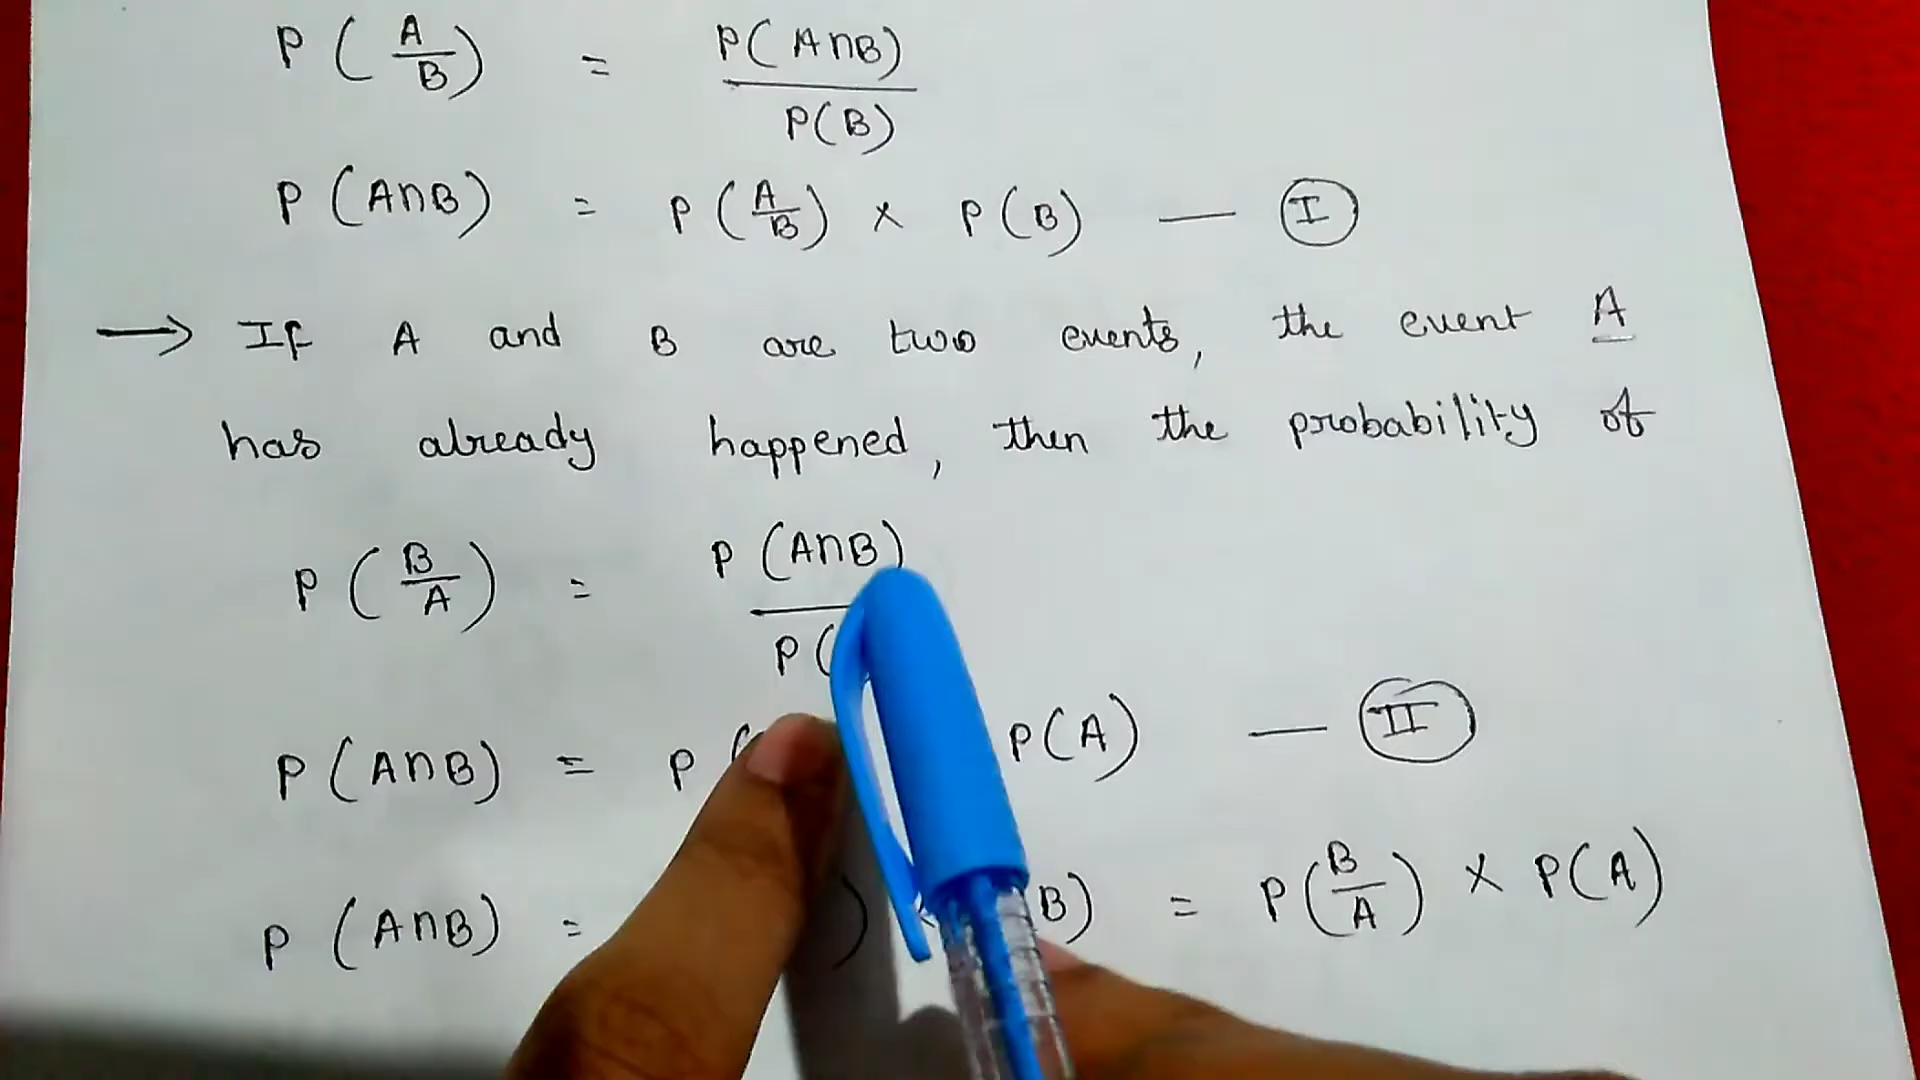 P ( A/B ) = P(A∩B) / P(B)
P (A∩B) = P ( A/B ) × P(B) — I
→ If A and B are two events, the event A
has already happened, then the probability of
P ( B/A ) = P (A∩B) / P(
P (A∩B) = P ( P(A) — II
P (A∩B) = ) B) = P( B/A ) × P(A)